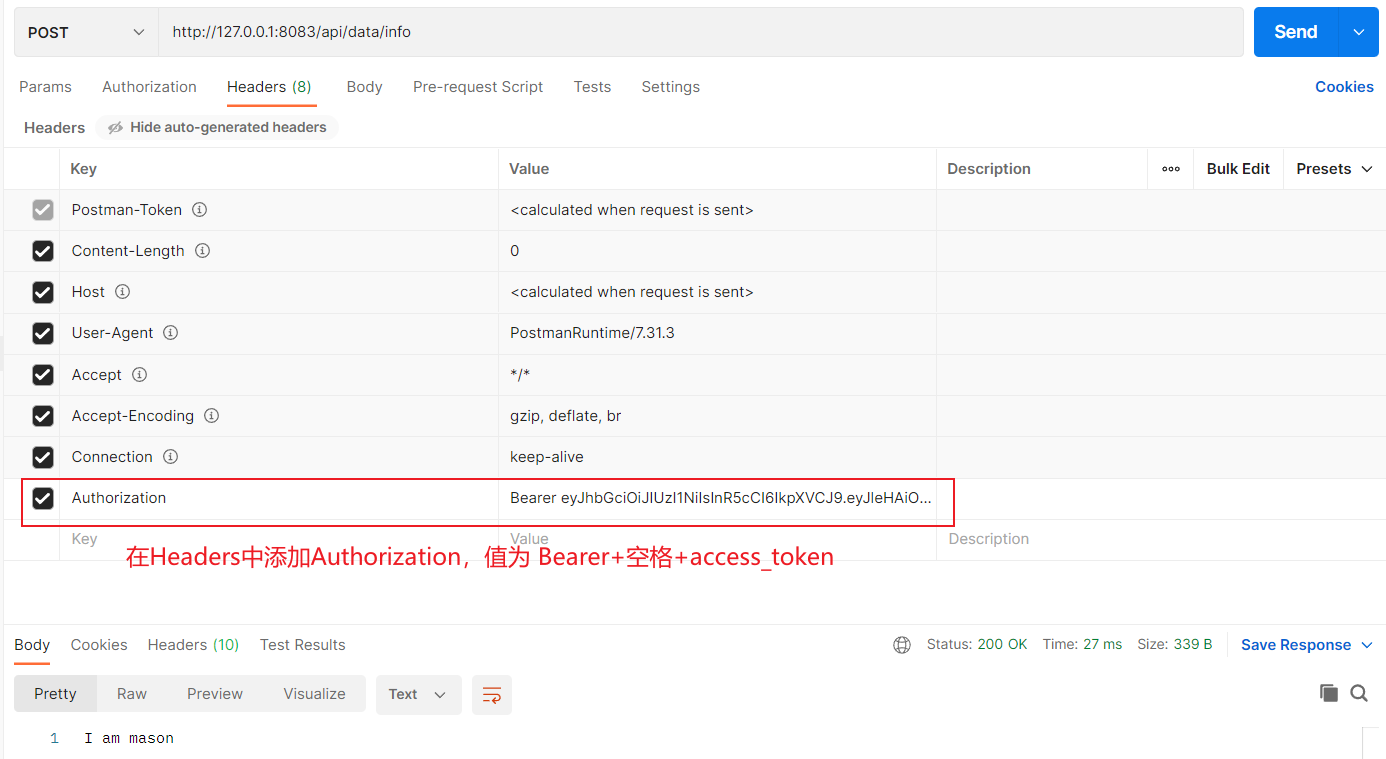 POST http://127.0.0.1:8083/api/data/info Send
Params Authorization Headers (8) Body Pre-request Script Tests Settings Cookies
Headers Hide auto-generated headers
Key Value Description ooo Bulk Edit Presets
Postman-Token <calculated when request is sent>
Content-Length 0
Host <calculated when request is sent>
User-Agent PostmanRuntime/7.31.3
Accept */*
Accept-Encoding gzip, deflate, br
Connection keep-alive
Authorization Bearer eyJhbGciOiJIUzI1NiIsInR5cCI6IkpXVCJ9.eyJleHAiO...
Key Value Description
在Headers中添加Authorization，值为 Bearer+空格+access_token
Body Cookies Headers (10) Test Results Status: 200 OK Time: 27 ms Size: 339 B Save Response
Pretty Raw Preview Visualize Text
1 I am mason